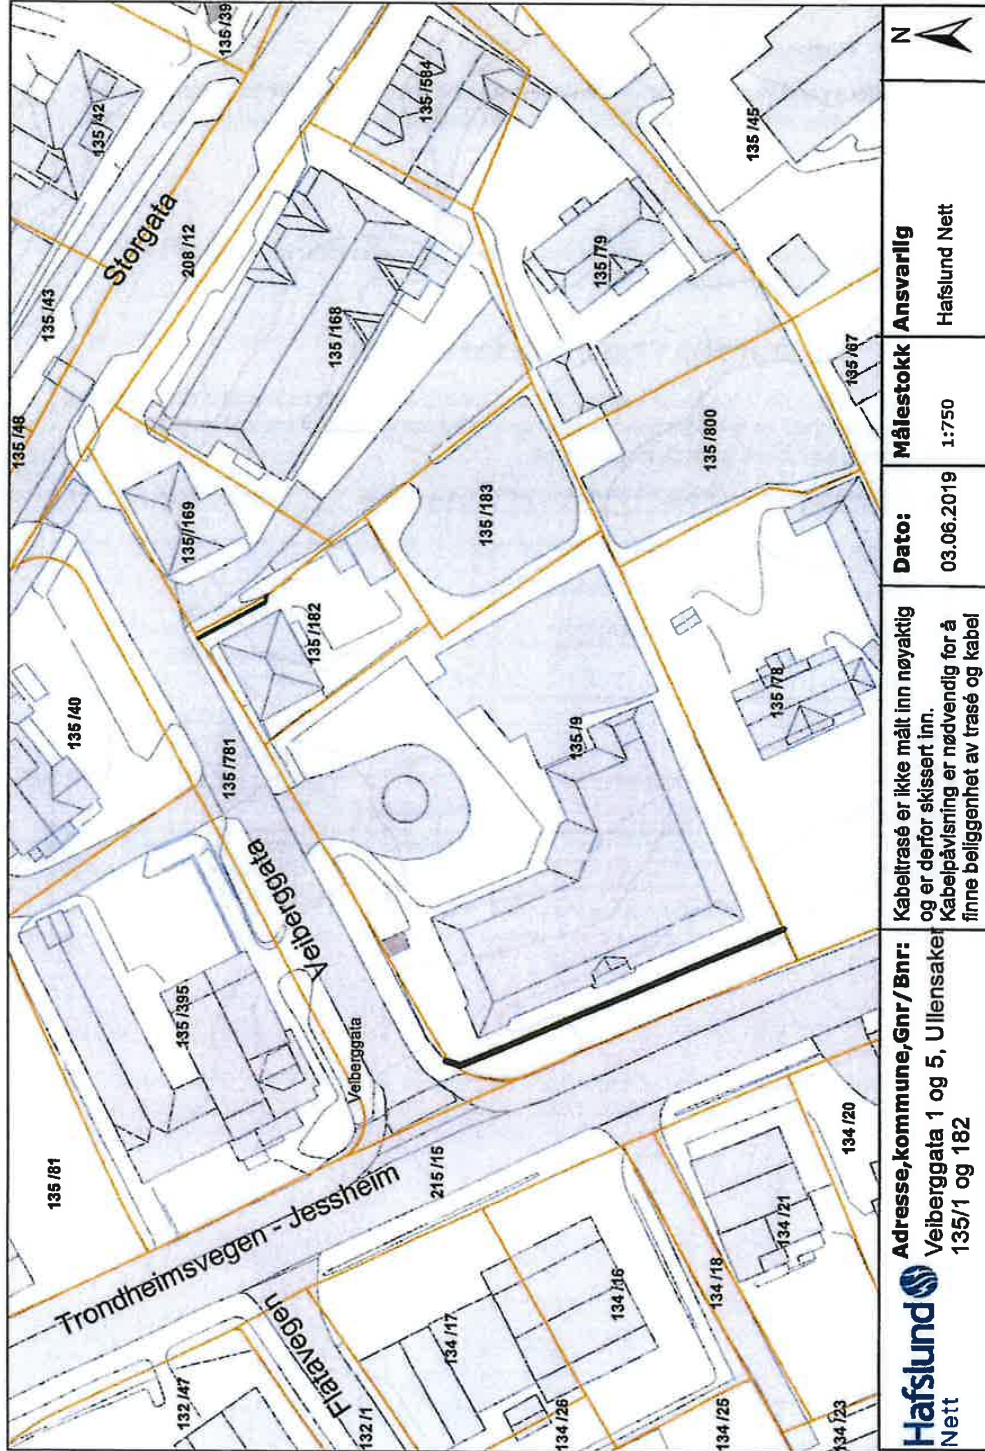 135 /81
135 /40
135 /48
135 /43
135 /42
135 /39
Storgata
208 /12
135 /584
135 /168
135 /169
135 /395
135 /781
Veiberggata
Veiberggata
135 /182
135 /183
135 /79
135 /45
135 /800
135 /67
135 /9
135 /78
Trondheimsvegen - Jessheim
215 /15
132 /47
Flatavegen
132 /1
134 /17
134 /16
134 /26
134 /18
134 /21
134 /20
134 /25
134 /23
Hafslund
Nett
Adresse,kommune,Gnr/Bnr:
Veiberggata 1 og 5, Ullensaker
135/1 og 182
Kabeltrasé er ikke målt inn nøyaktig
og er derfor skissert inn.
Kabelpåvisning er nødvendig for å
finne beliggenhet av trasé og kabel
Dato:
03.06.2019
Målestokk
1:750
Ansvarlig
Hafslund Nett
N